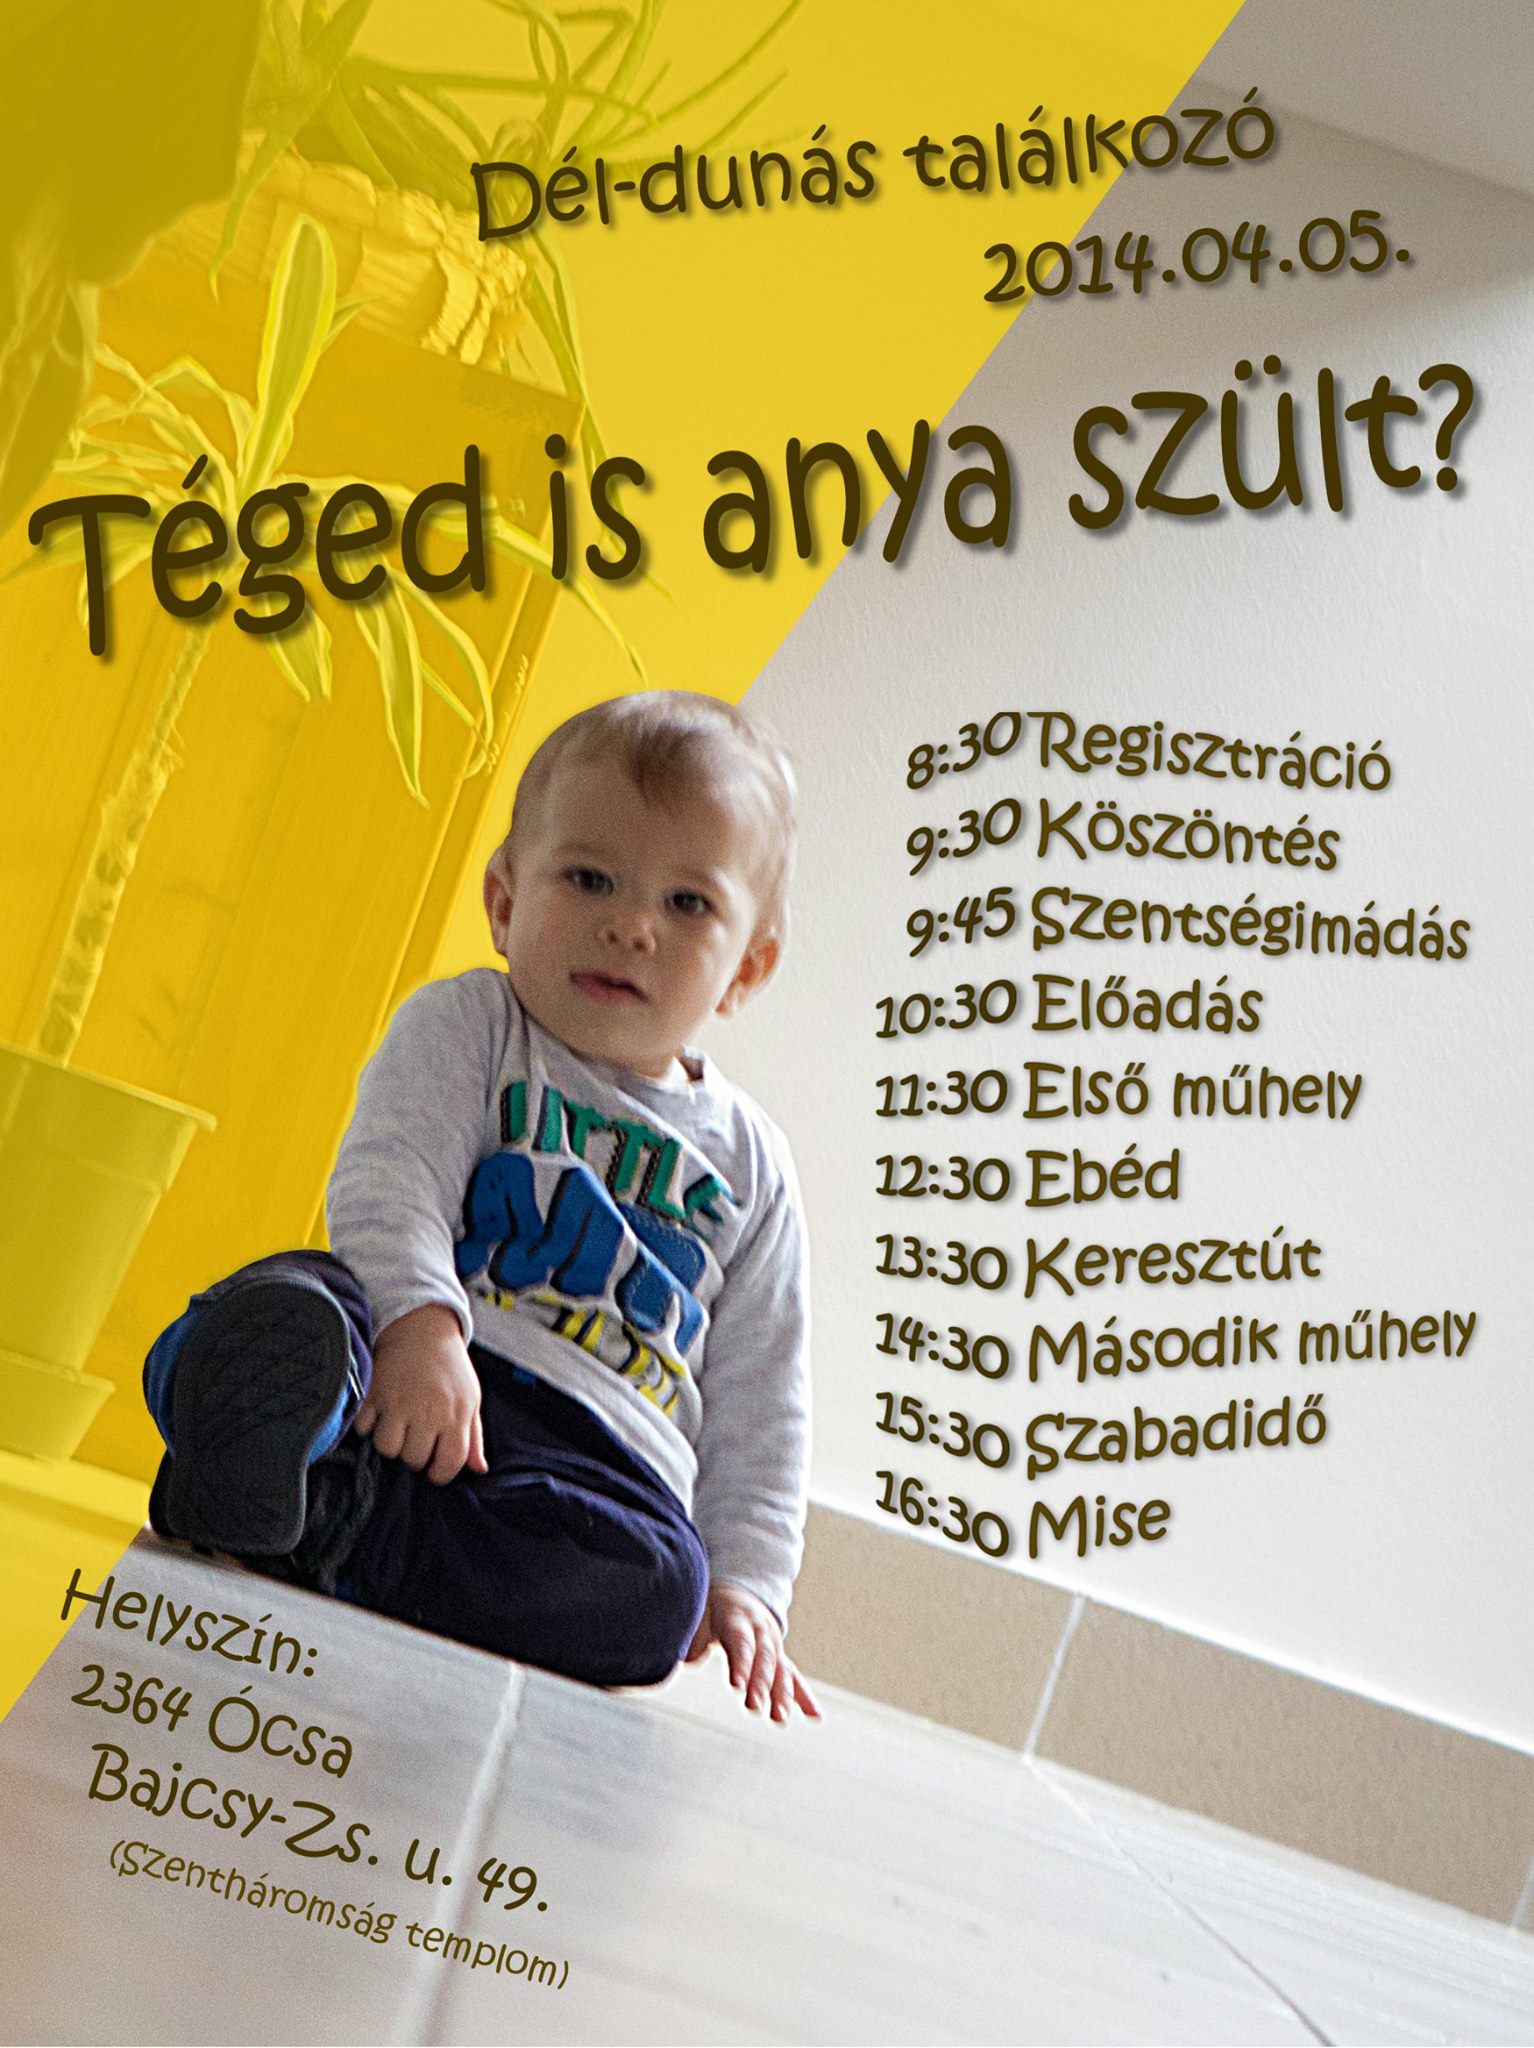 Dél-dunás találkozó
2014.04.05.
Téged is anya szült?
8:30 Regisztráció
9:30 Köszöntés
9:45 Szentségimádás
10:30 Előadás
11:30 Első műhely
12:30 Ebéd
13:30 Keresztút
14:30 Második műhely
15:30 Szabadidő
16:30 Mise
LITTLE
Helyszín:
2364 Ócsa
Bajcsy-Zs. u. 49.
(Szentháromság templom)